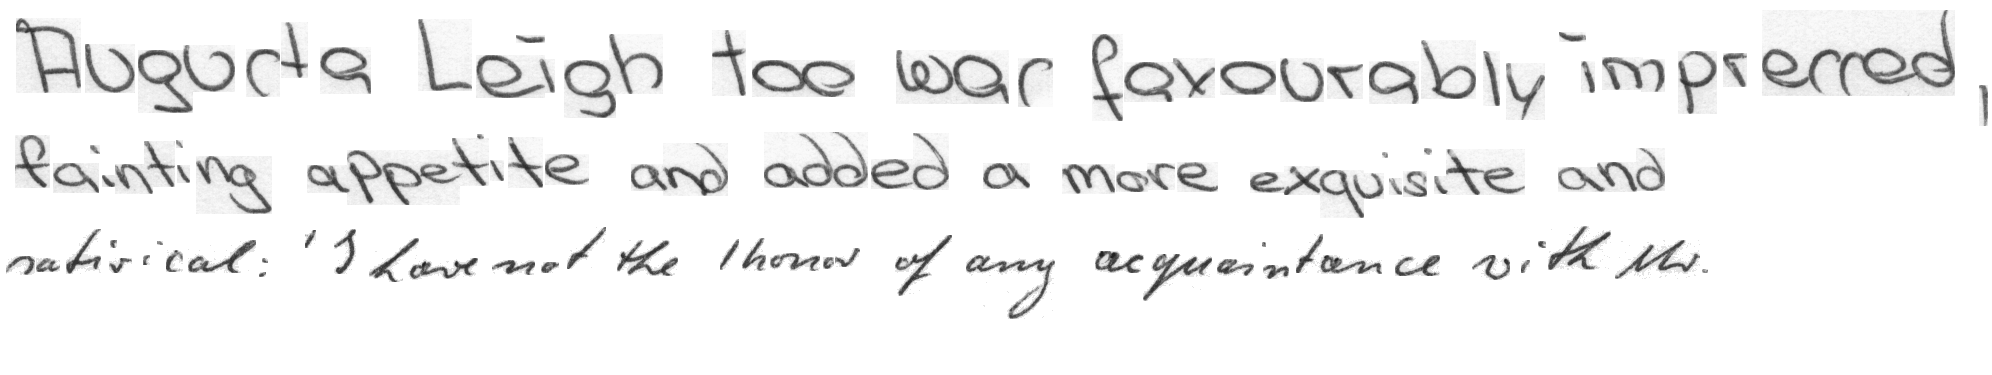 Augusta Leigh too was favourably impressed,
fainting appetite and added a more exquisite and
satirical: 'I have not the honor of any acquaintance with Mr.